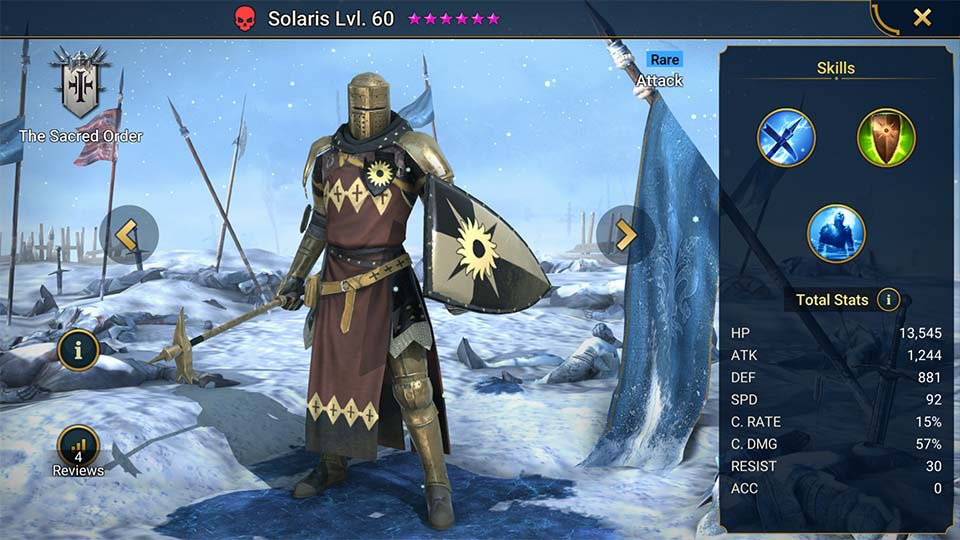 Solaris Lvl. 60
The Sacred Order
Rare
Attack
4
Reviews
Skills
Total Stats i
HP 13,545
ATK 1,244
DEF 881
SPD 92
C. RATE 15%
C. DMG 57%
RESIST 30
ACC 0
i